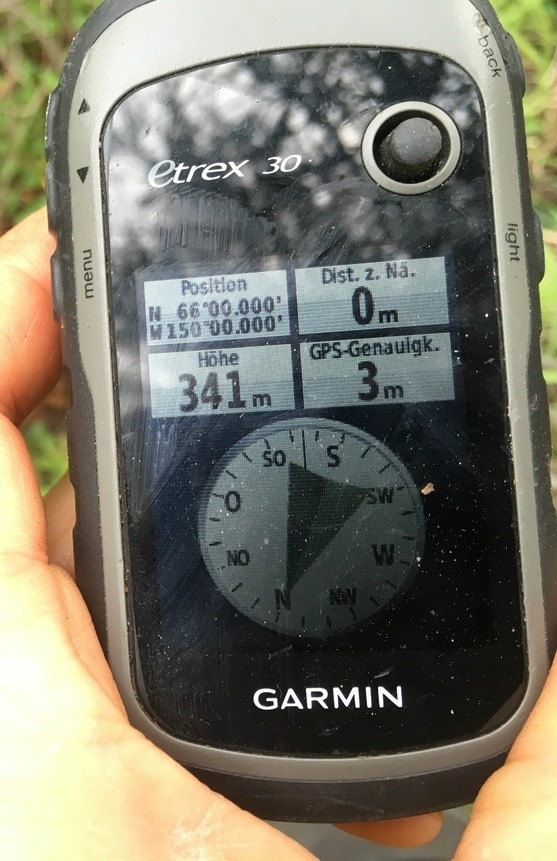 back
etrex 30
light
menu
Position
N 66°00.000'
W150°00.000'
Dist. z. Nä.
0m
Höhe
341m
GPS-Genauigk.
3m
SO
S
O
SW
NO
W
N
NW
GARMIN